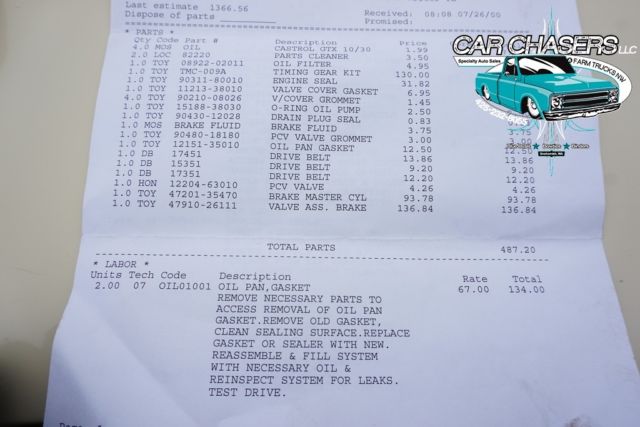 Last estimate 1366.56
Received: 08:08 07/26/00
Dispose of parts
Promised:
* PARTS *
Qty Code Part # Description Price
4.0 MOS OIL CASTROL GTX 10/30 1.99
2.0 LOC 82220 PARTS CLEANER 3.50
1.0 TOY 08922-02011 OIL FILTER 4.95
1.0 TOY TMC-009A TIMING GEAR KIT 130.00
1.0 TOY 90311-80010 ENGINE SEAL 31.82
1.0 TOY 11213-38010 VALVE COVER GASKET 6.95
4.0 TOY 90210-08026 V/COVER GROMMET 1.45
1.0 TOY 15188-38030 O-RING OIL PUMP 2.50
1.0 TOY 90430-12028 DRAIN PLUG SEAL 0.83
1.0 MOS BRAKE FLUID BRAKE FLUID 3.75 3.75
1.0 TOY 90480-18180 PCV VALVE GROMMET 3.00 3.00
1.0 TOY 12151-35010 OIL PAN GASKET 12.50 12.50
1.0 DB 17451 DRIVE BELT 13.86 13.86
1.0 DB 15351 DRIVE BELT 9.20 9.20
1.0 DB 17351 DRIVE BELT 12.20 12.20
1.0 HON 12204-63010 PCV VALVE 4.26 4.26
1.0 TOY 47201-35470 BRAKE MASTER CYL 93.78 93.78
1.0 TOY 47910-26111 VALVE ASS. BRAKE 136.84 136.84
TOTAL PARTS 487.20
* LABOR *
Units Tech Code Description Rate Total
2.00 07 OIL01001 OIL PAN,GASKET 67.00 134.00
REMOVE NECESSARY PARTS TO
ACCESS REMOVAL OF OIL PAN
GASKET.REMOVE OLD GASKET,
CLEAN SEALING SURFACE.REPLACE
GASKET OR SEALER WITH NEW.
REASSEMBLE & FILL SYSTEM
WITH NECESSARY OIL &
REINSPECT SYSTEM FOR LEAKS.
TEST DRIVE.
CAR CHASERS LLC
Specialty Auto Sales
FARM TRUCKS NW